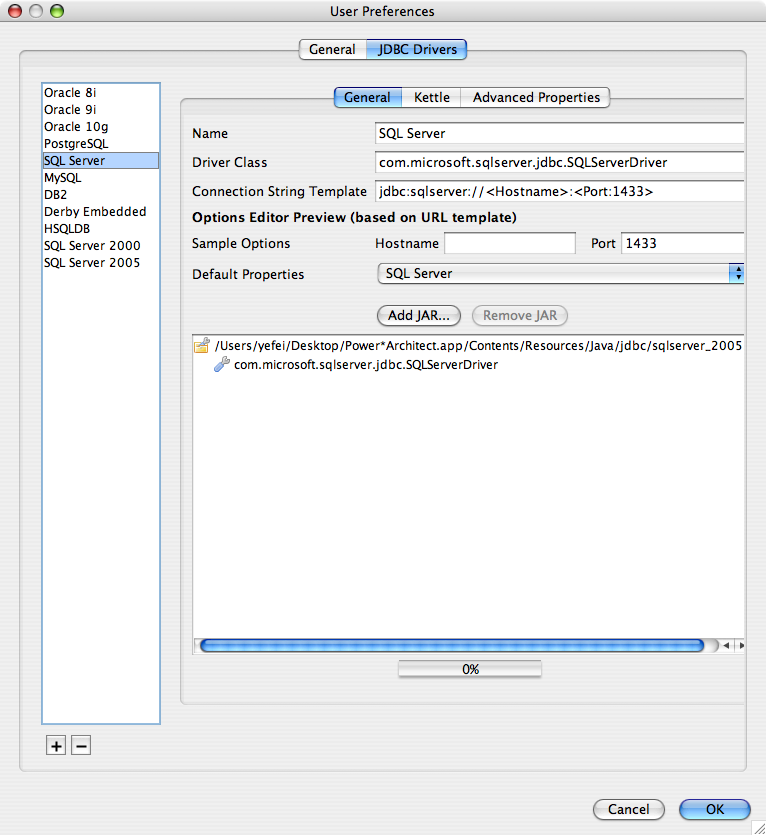 User Preferences
General JDBC Drivers
Oracle 8i
Oracle 9i
Oracle 10g
PostgreSQL
SQL Server
MySQL
DB2
Derby Embedded
HSQLDB
SQL Server 2000
SQL Server 2005
General Kettle Advanced Properties
Name SQL Server
Driver Class com.microsoft.sqlserver.jdbc.SQLServerDriver
Connection String Template jdbc:sqlserver://<Hostname>:<Port:1433>
Options Editor Preview (based on URL template)
Sample Options Hostname Port 1433
Default Properties SQL Server
Add JAR... Remove JAR
/Users/yefei/Desktop/Power*Architect.app/Contents/Resources/Java/jdbc/sqlserver_2005
com.microsoft.sqlserver.jdbc.SQLServerDriver
0%
+ −
Cancel OK